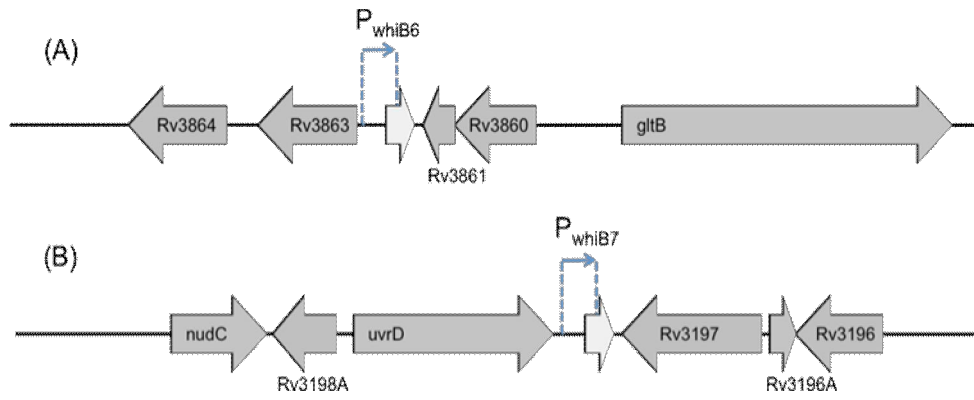 PwhiB6
(A)
Rv3864 Rv3863 Rv3860 gltB
Rv3861
PwhiB7
(B)
nudC uvrD Rv3197 Rv3196
Rv3198A Rv3196A